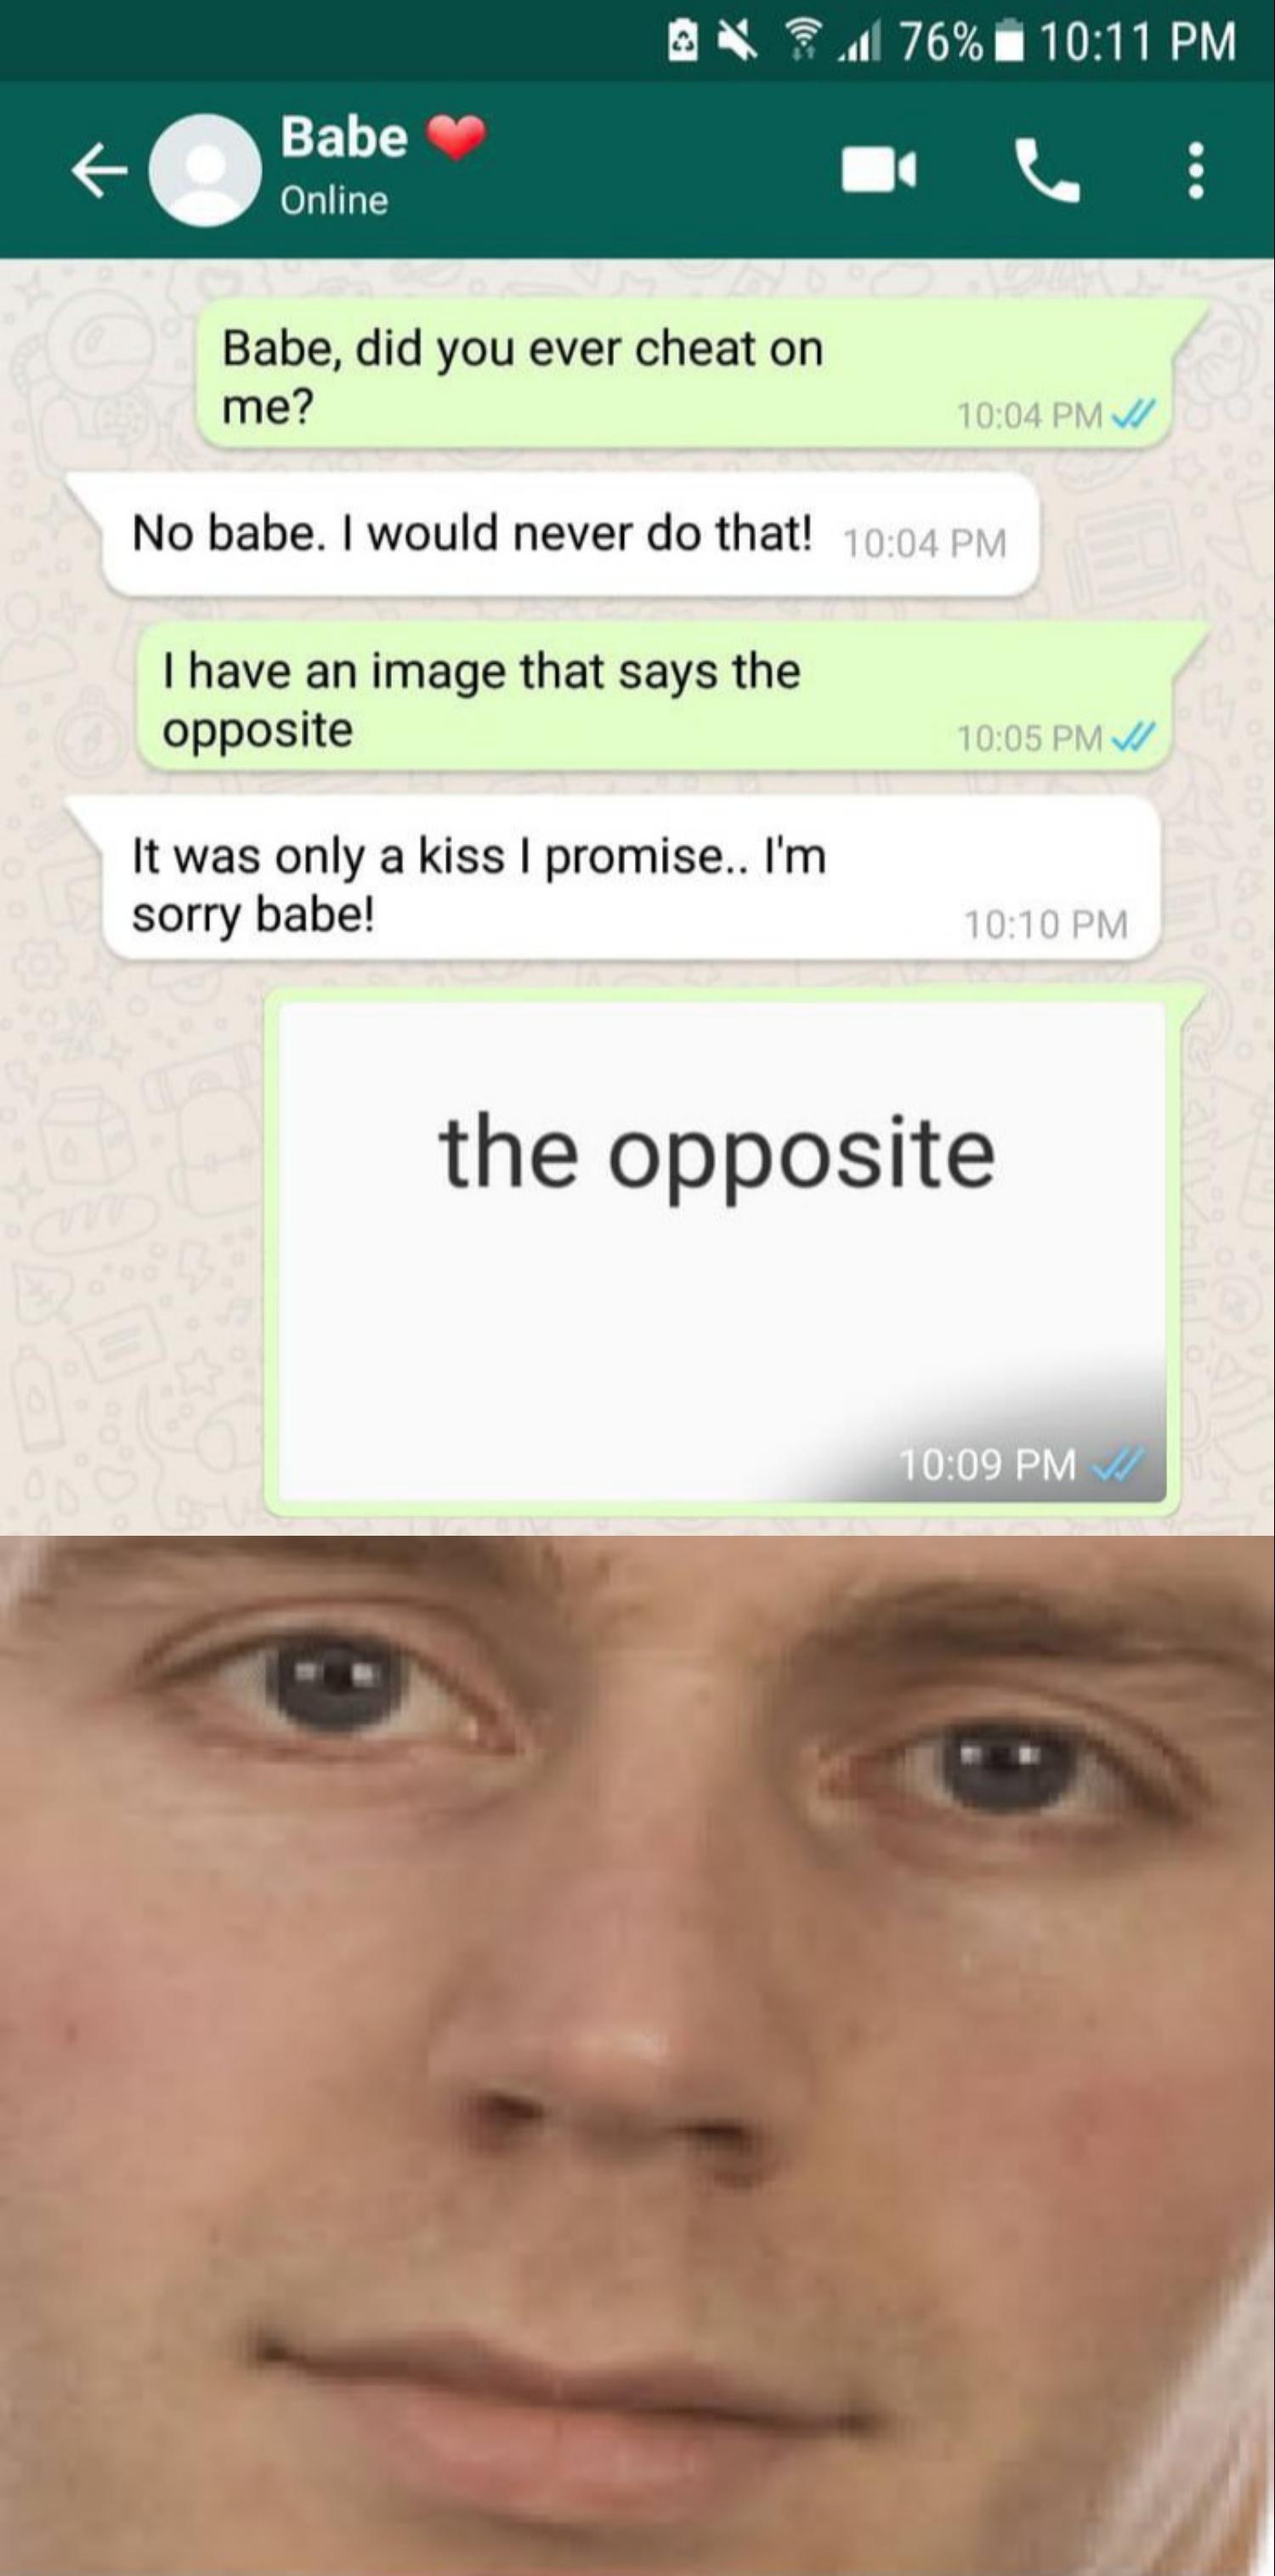 76% 10:11 PM
Babe ❤
Online
Babe, did you ever cheat on
me?
10:04 PM
No babe. I would never do that! 10:04 PM
I have an image that says the
opposite
10:05 PM
It was only a kiss I promise.. I'm
sorry babe!
10:10 PM
the opposite
10:09 PM